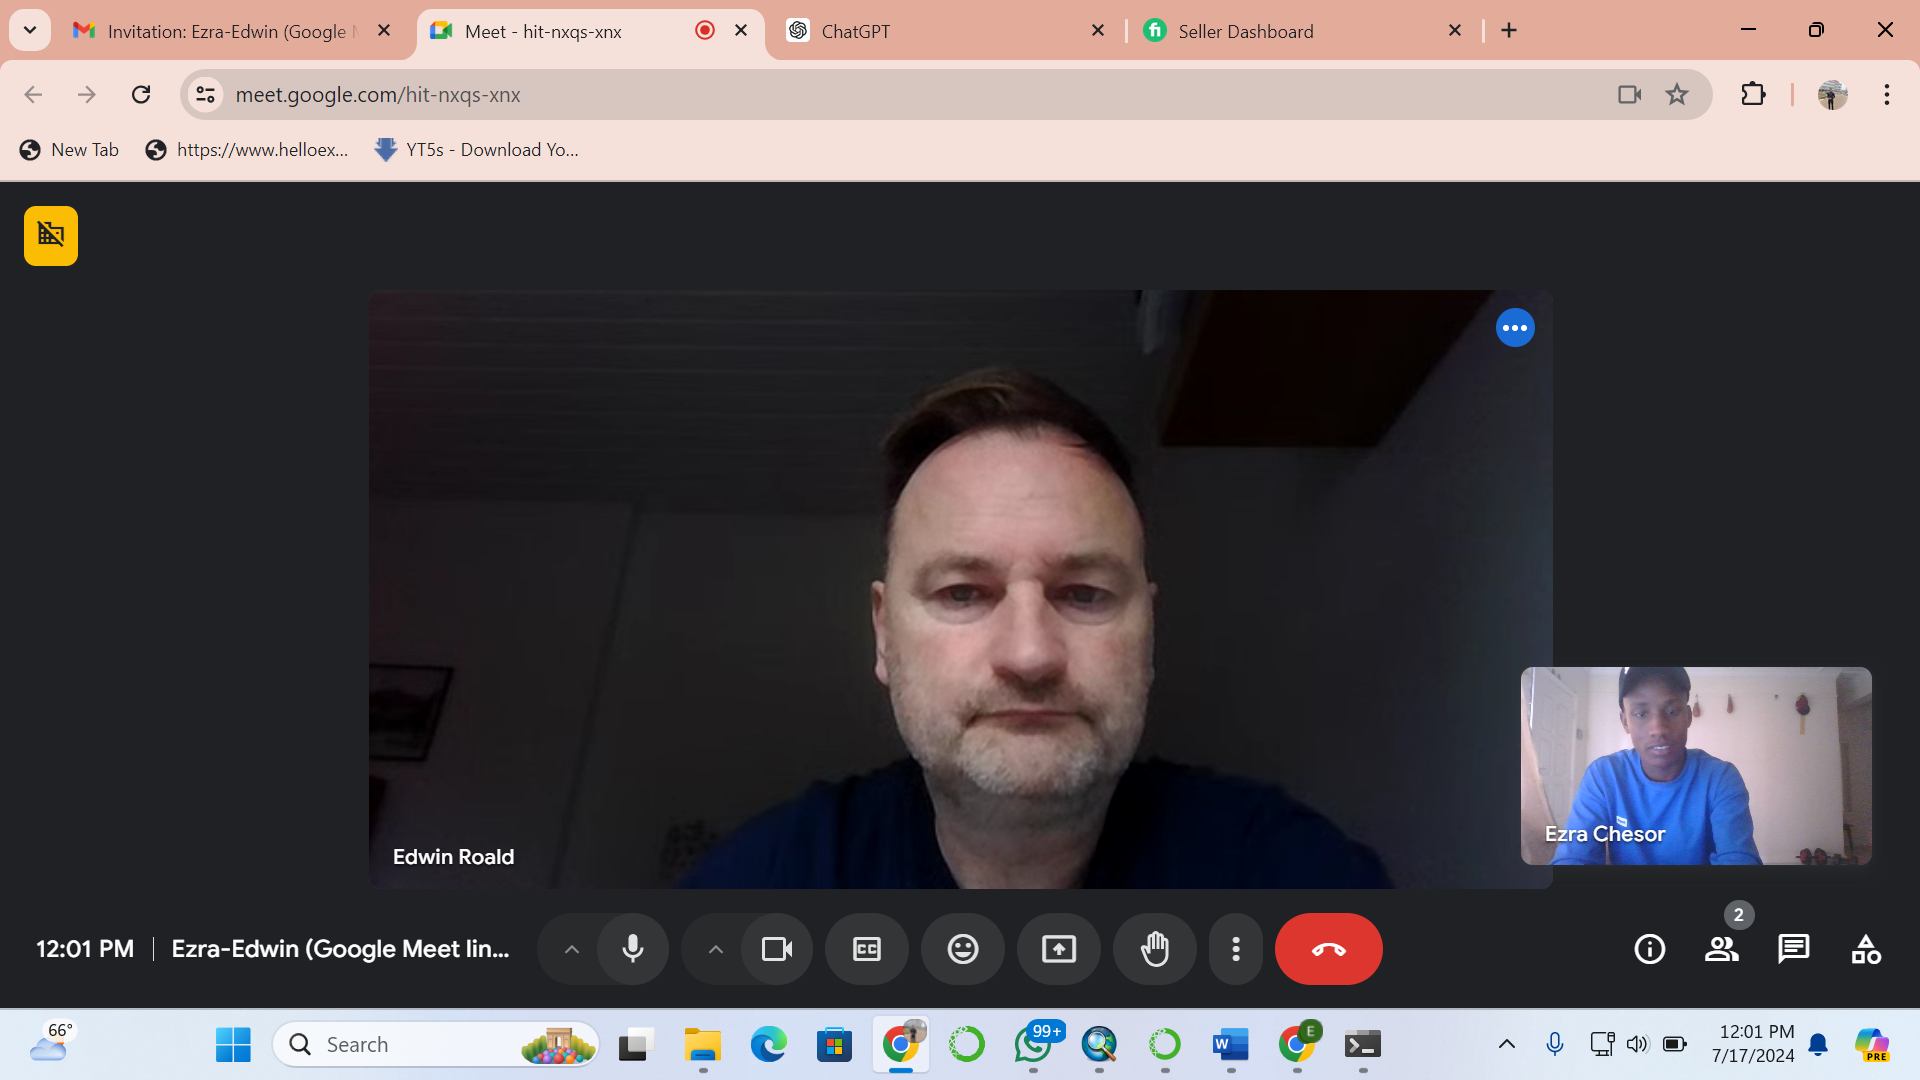 Invitation: Ezra-Edwin (Google M
Meet - hit-nxqs-xnx
ChatGPT
Seller Dashboard
meet.google.com/hit-nxqs-xnx
New Tab
https://www.helloex...
YT5s - Download Yo...
Edwin Roald
Ezra Chesor
12:01 PM
Ezra-Edwin (Google Meet lin...
CC
2
66°
Search
99+
W
E
12:01 PM
7/17/2024
PRE